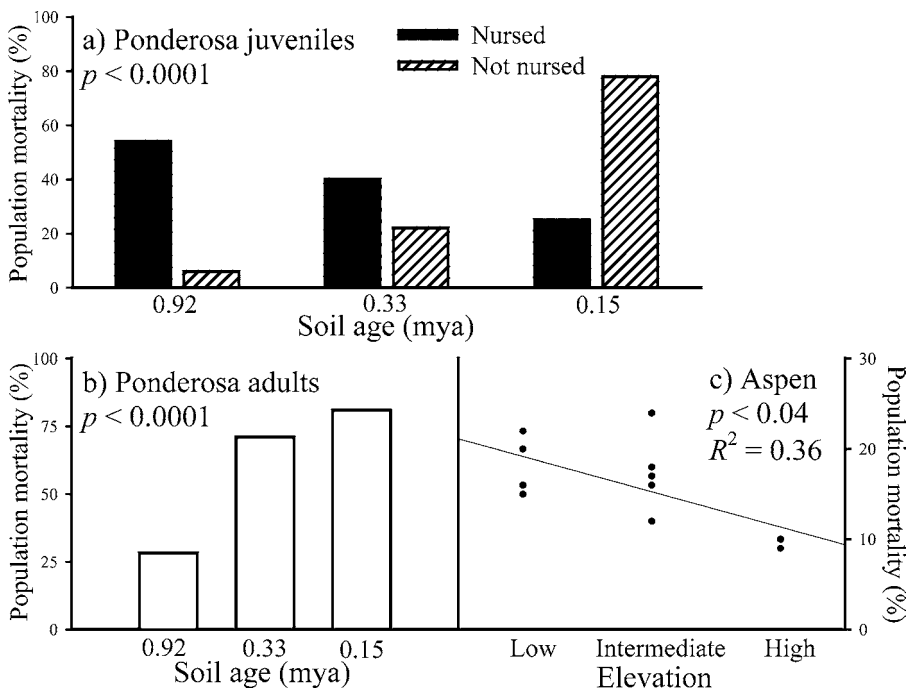 100
80
60
40
20
0
Population mortality (%)
a) Ponderosa juveniles
p < 0.0001
Nursed
Not nursed
0.92 0.33 0.15
Soil age (mya)
100
75
50
25
0
Population mortality (%)
b) Ponderosa adults
p < 0.0001
0.92 0.33 0.15
Soil age (mya)
c) Aspen
p < 0.04
R² = 0.36
30
20
10
0
Population mortality (%)
Low Intermediate High
Elevation